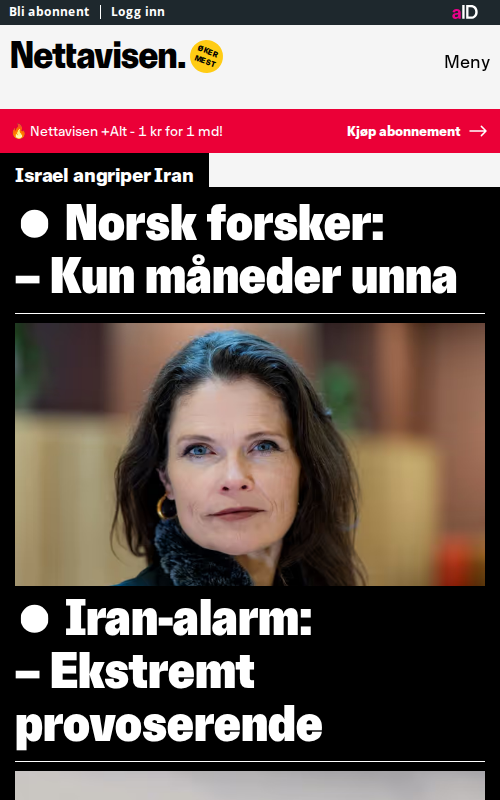 Bli abonnent | Logg inn
aID
Nettavisen.
ØKER
MEST
Meny
🔥 Nettavisen +Alt - 1 kr for 1 md!
Kjøp abonnement →
Israel angriper Iran
● Norsk forsker:
– Kun måneder unna
● Iran-alarm:
– Ekstremt
provoserende